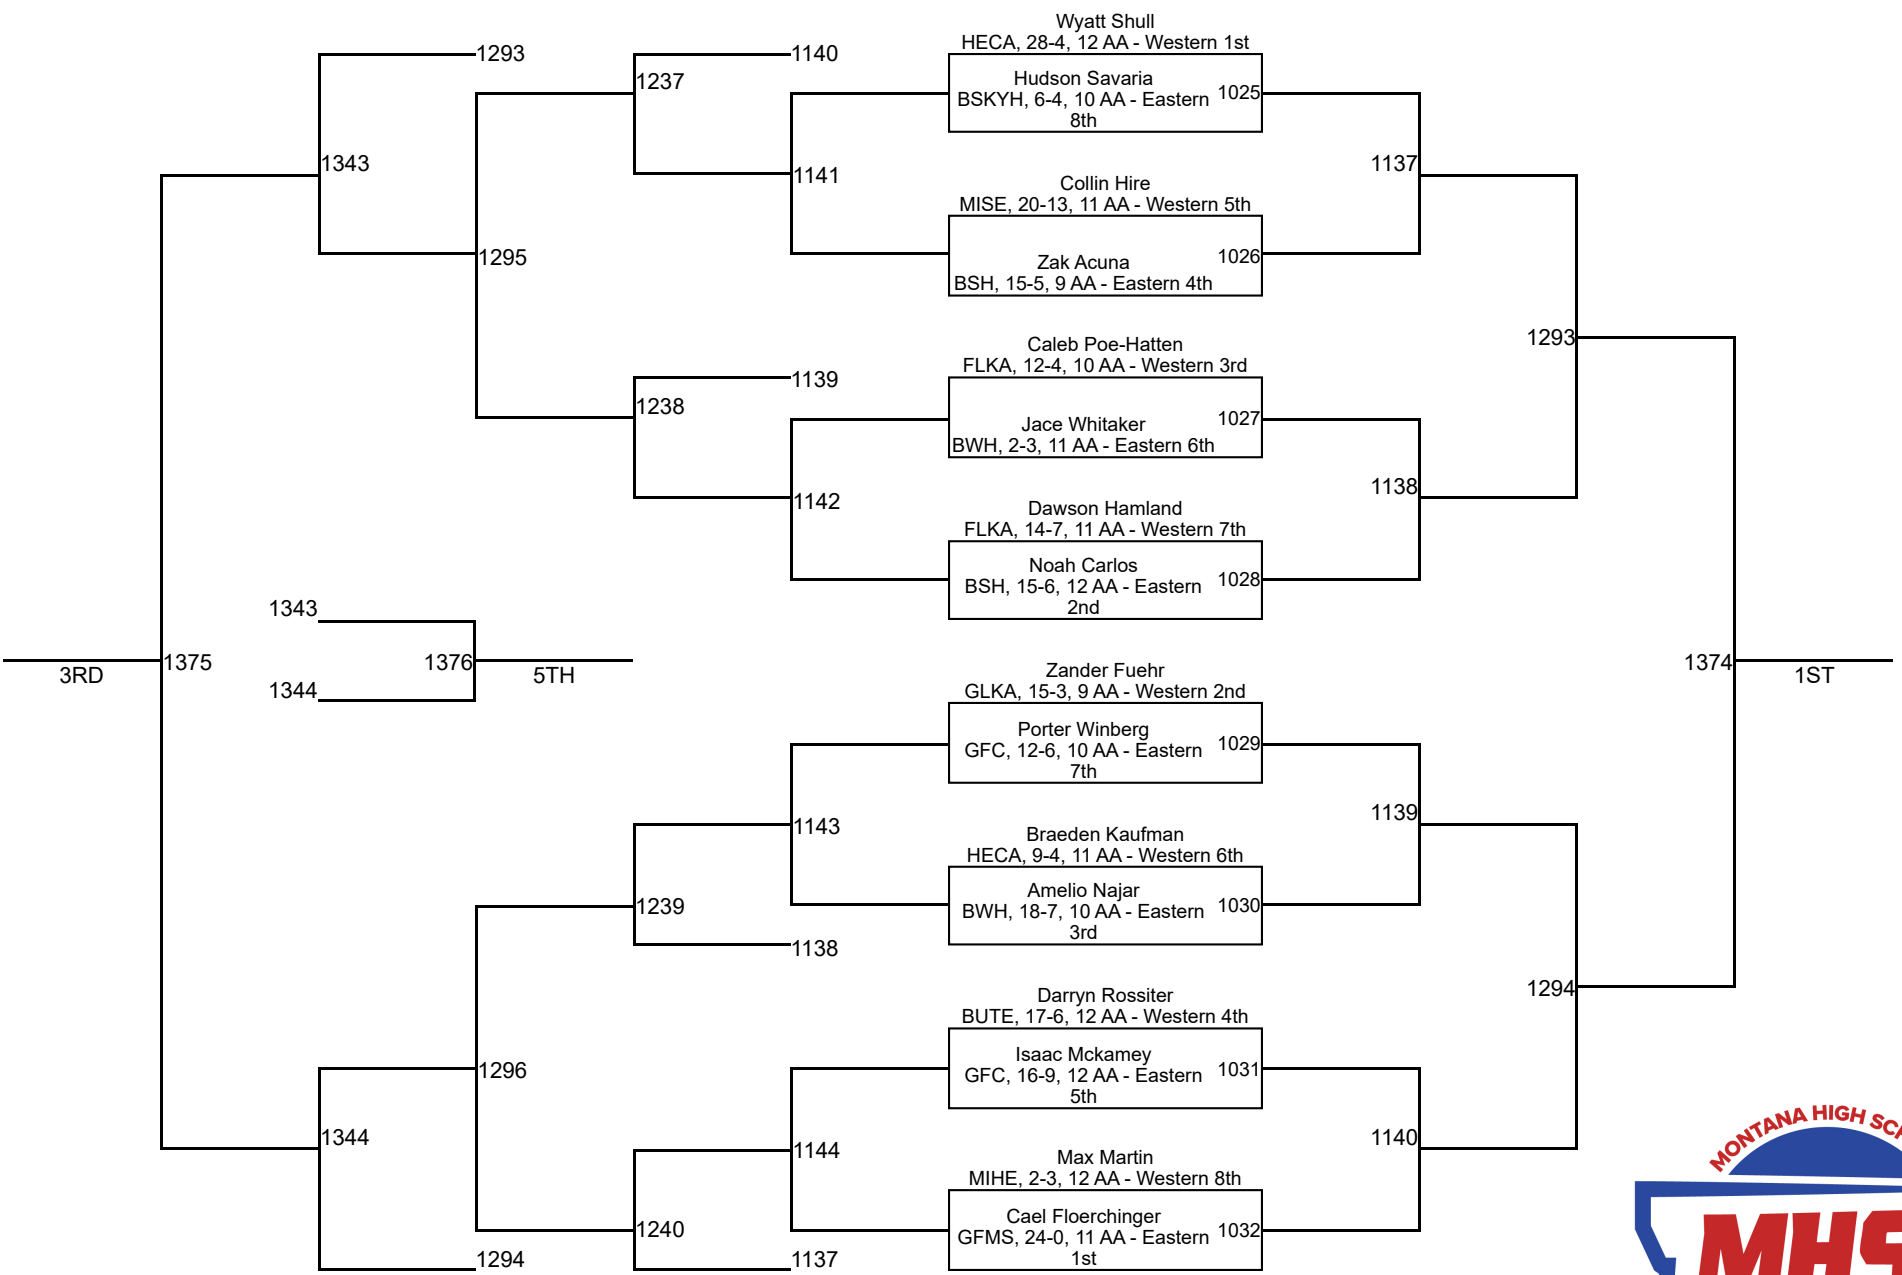 Wyatt Shull
HECA, 28-4, 12 AA - Western 1st
1293
1140
1237
Hudson Savaria
BSKYH, 6-4, 10 AA - Eastern
8th
1025
1343
1141
1137
Collin Hire
MISE, 20-13, 11 AA - Western 5th
1295
1026
Zak Acuna
BSH, 15-5, 9 AA - Eastern 4th
1293
Caleb Poe-Hatten
FLKA, 12-4, 10 AA - Western 3rd
1139
1238
1027
Jace Whitaker
BWH, 2-3, 11 AA - Eastern 6th
1142
1138
Dawson Hamland
FLKA, 14-7, 11 AA - Western 7th
Noah Carlos
BSH, 15-6, 12 AA - Eastern
2nd
1028
1343
3RD
1375
1376
5TH
1344
1374
1ST
Zander Fuehr
GLKA, 15-3, 9 AA - Western 2nd
Porter Winberg
GFC, 12-6, 10 AA - Eastern
7th
1029
1143
1139
Braeden Kaufman
HECA, 9-4, 11 AA - Western 6th
Amelio Najar
BWH, 18-7, 10 AA - Eastern
3rd
1030
1239
1138
1294
Darryn Rossiter
BUTE, 17-6, 12 AA - Western 4th
Isaac Mckamey
GFC, 16-9, 12 AA - Eastern
5th
1031
1296
1344
1144
1140
Max Martin
MIHE, 2-3, 12 AA - Western 8th
Cael Floerchinger
GFMS, 24-0, 11 AA - Eastern
1st
1032
1240
1294
1137
MONTANA HIGH